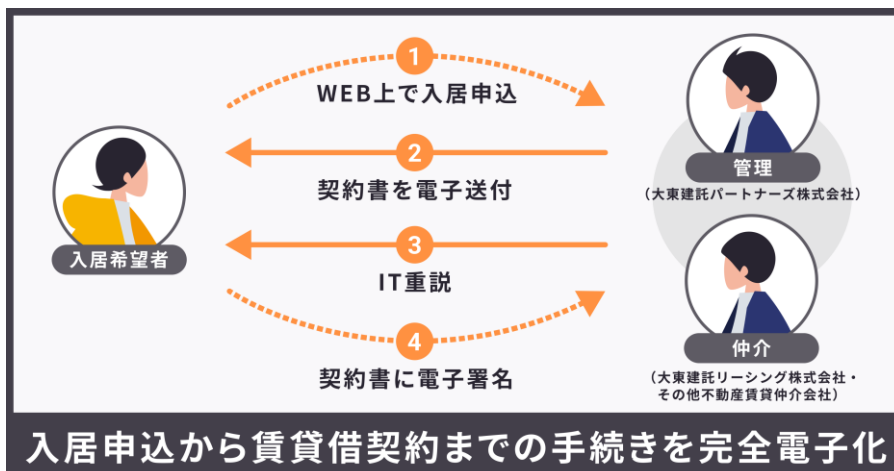 1
WEB上で入居申込
2
契約書を電子送付
3
IT重説
4
契約書に電子署名
入居希望者
管理
（大東建託パートナーズ株式会社）
仲介
（大東建託リーシング株式会社・
その他不動産賃貸仲介会社）
入居申込から賃貸借契約までの手続きを完全電子化